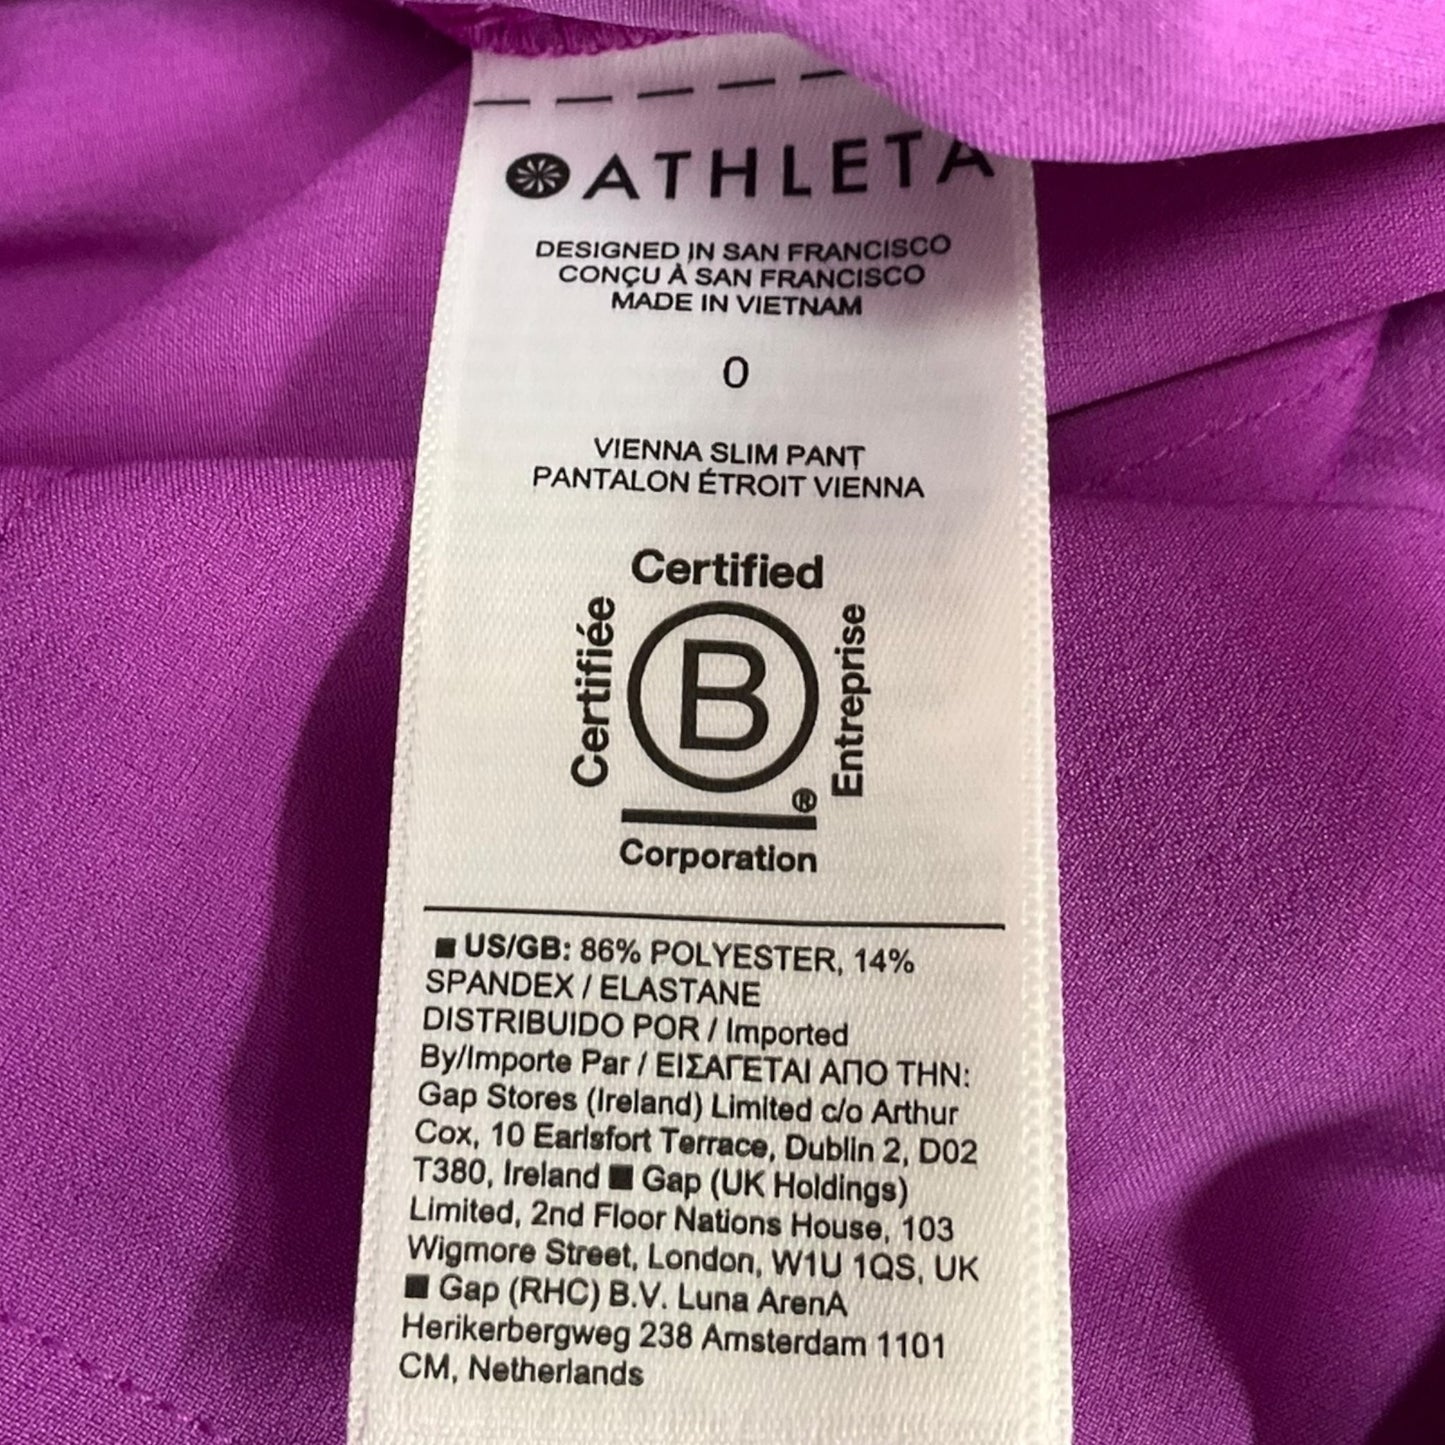 ATHLETA
DESIGNED IN SAN FRANCISCO
CONÇU À SAN FRANCISCO
MADE IN VIETNAM
0
VIENNA SLIM PANT
PANTALON ÉTROIT VIENNA
Certified
Certifiée
B
Entreprise
®
Corporation
■ US/GB: 86% POLYESTER, 14%
SPANDEX / ELASTANE
DISTRIBUIDO POR / Imported
By/Importe Par / ΕΙΣΑΓΕΤΑΙ ΑΠΟ ΤΗΝ:
Gap Stores (Ireland) Limited c/o Arthur
Cox, 10 Earlsfort Terrace, Dublin 2, D02
T380, Ireland ■ Gap (UK Holdings)
Limited, 2nd Floor Nations House, 103
Wigmore Street, London, W1U 1QS, UK
■ Gap (RHC) B.V. Luna ArenA
Herikerbergweg 238 Amsterdam 1101
CM, Netherlands